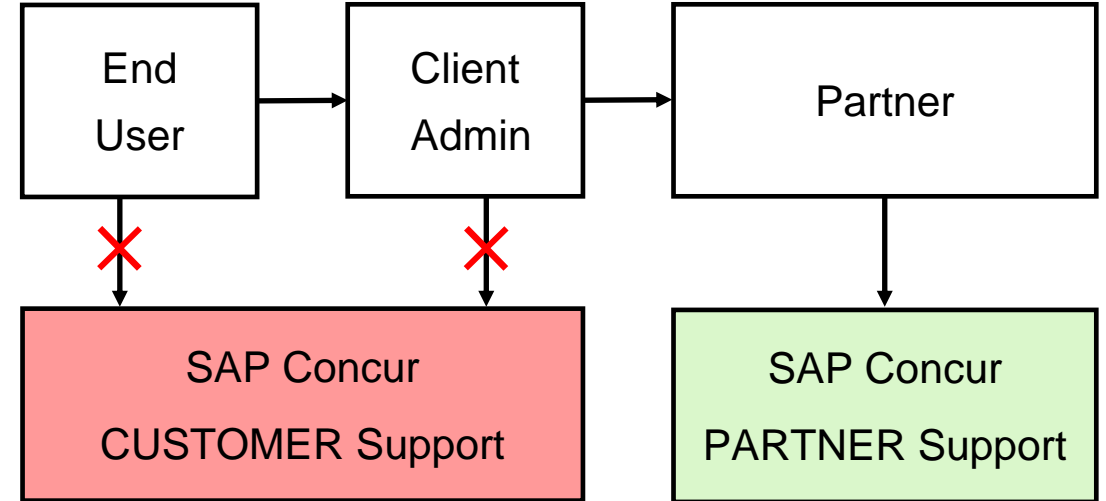 End
User
Client
Admin
Partner
SAP Concur
CUSTOMER Support
SAP Concur
PARTNER Support